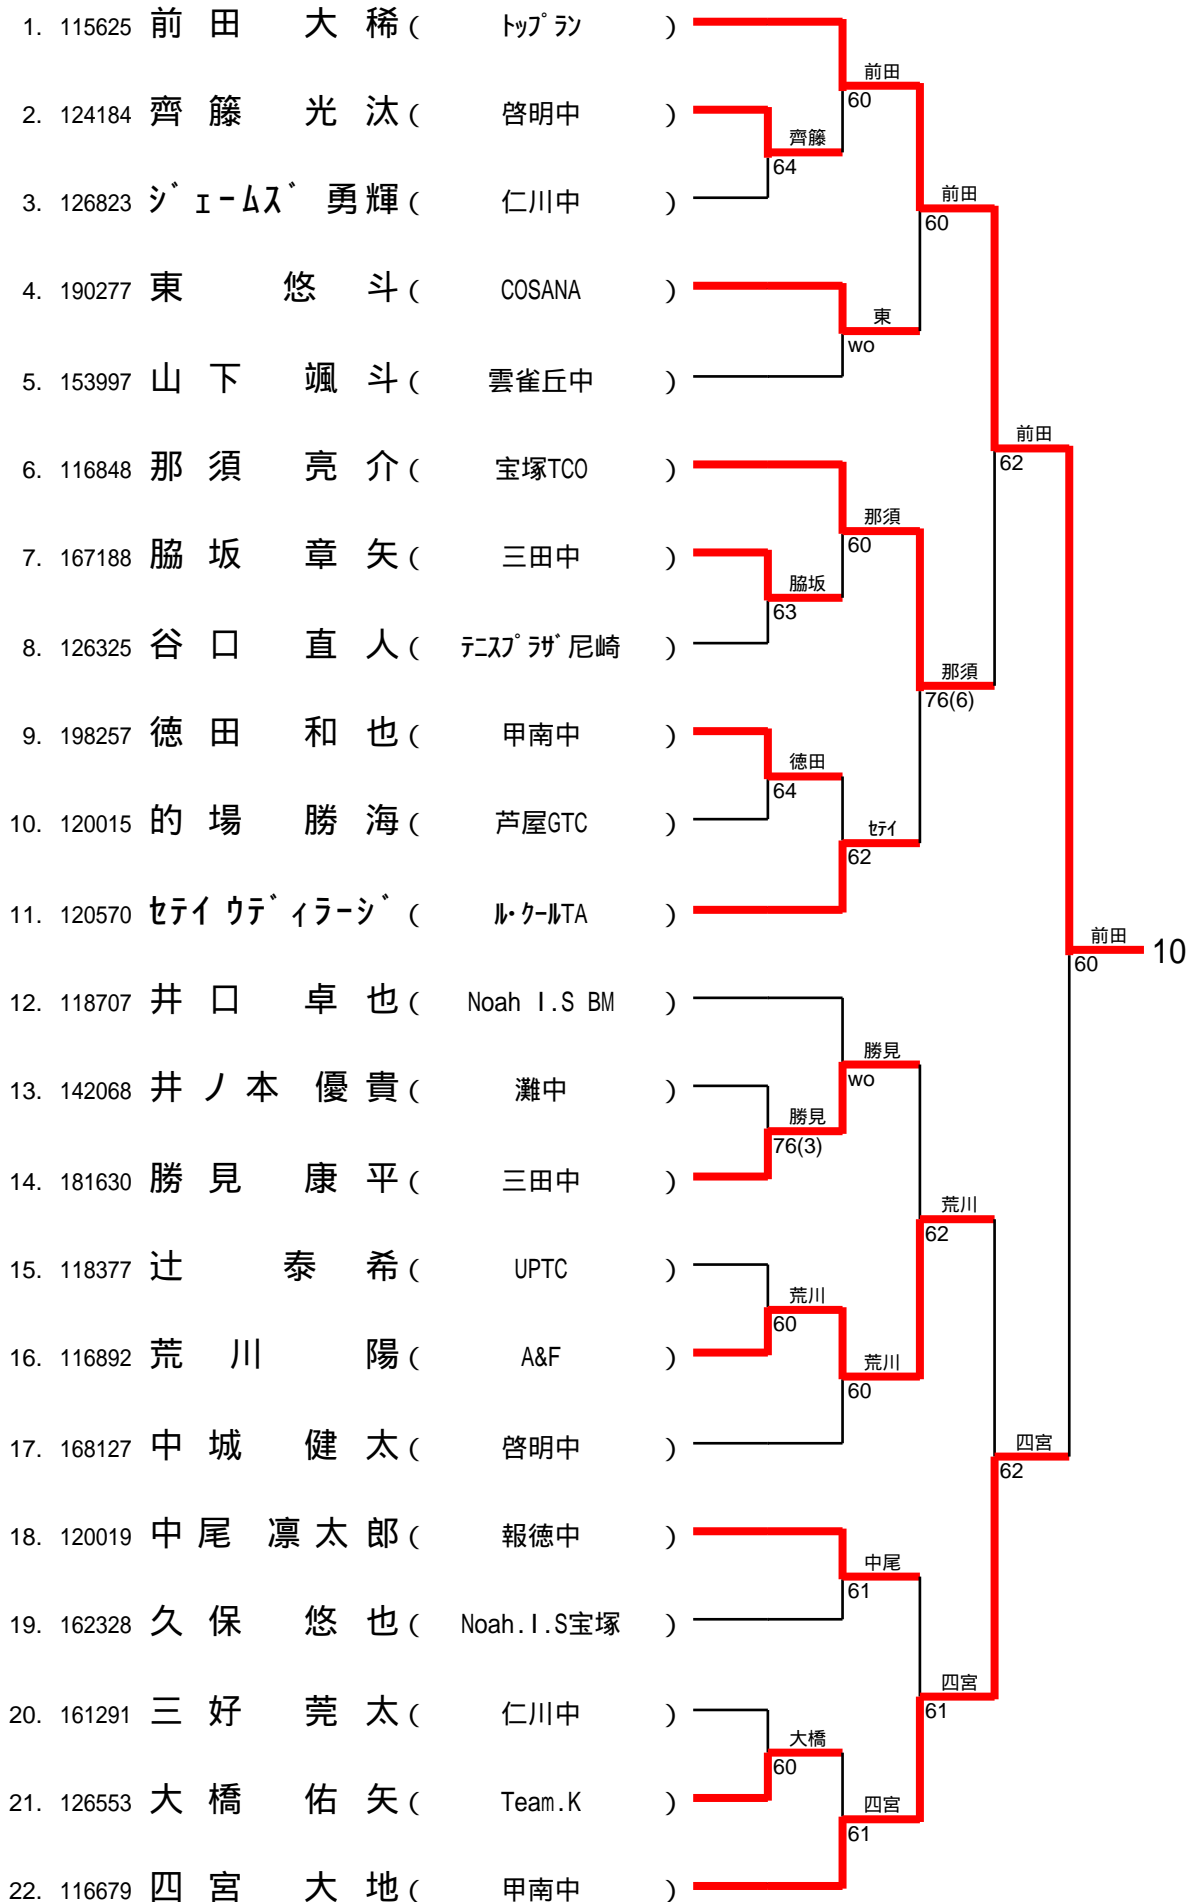 1. 115625 前田 大稀 ( トップラン )
前田
60
2. 124184 齊籐 光汰 ( 啓明中 )
齊籐
64
3. 126823 ジェームズ 勇輝 ( 仁川中 )
前田
60
4. 190277 東 悠斗 ( COSANA )
東
wo
5. 153997 山下 颯斗 ( 雲雀丘中 )
前田
62
6. 116848 那須 亮介 ( 宝塚TCO )
那須
60
7. 167188 脇坂 章矢 ( 三田中 )
脇坂
63
8. 126325 谷口 直人 ( テニスプラザ尼崎 )
那須
76(6)
9. 198257 徳田 和也 ( 甲南中 )
徳田
64
10. 120015 的場 勝海 ( 芦屋GTC )
セテイ
62
11. 120570 セテイ ウディラージ ( ル・クールTA )
前田
60
10
12. 118707 井口 卓也 ( Noah I.S BM )
勝見
wo
13. 142068 井ノ本 優貴 ( 灘中 )
勝見
76(3)
14. 181630 勝見 康平 ( 三田中 )
荒川
62
15. 118377 辻 泰希 ( UPTC )
荒川
60
16. 116892 荒川 陽 ( A&F )
荒川
60
17. 168127 中城 健太 ( 啓明中 )
四宮
62
18. 120019 中尾 凛太郎 ( 報徳中 )
中尾
61
19. 162328 久保 悠也 ( Noah.I.S宝塚 )
四宮
61
20. 161291 三好 莞太 ( 仁川中 )
大橋
60
21. 126553 大橋 佑矢 ( Team.K )
四宮
61
22. 116679 四宮 大地 ( 甲南中 )